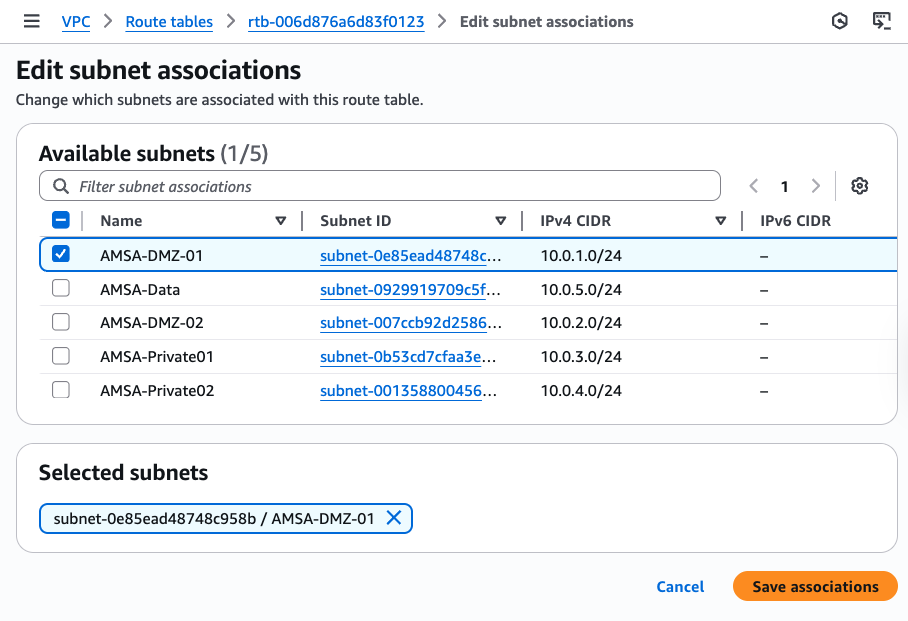 VPC > Route tables > rtb-006d876a6d83f0123 > Edit subnet associations
Edit subnet associations
Change which subnets are associated with this route table.
Available subnets (1/5)
Filter subnet associations
1
Name Subnet ID IPv4 CIDR IPv6 CIDR
AMSA-DMZ-01 subnet-0e85ead48748c... 10.0.1.0/24 –
AMSA-Data subnet-0929919709c5f... 10.0.5.0/24 –
AMSA-DMZ-02 subnet-007ccb92d2586... 10.0.2.0/24 –
AMSA-Private01 subnet-0b53cd7cfaa3e... 10.0.3.0/24 –
AMSA-Private02 subnet-001358800456... 10.0.4.0/24 –
Selected subnets
subnet-0e85ead48748c958b / AMSA-DMZ-01
Cancel
Save associations